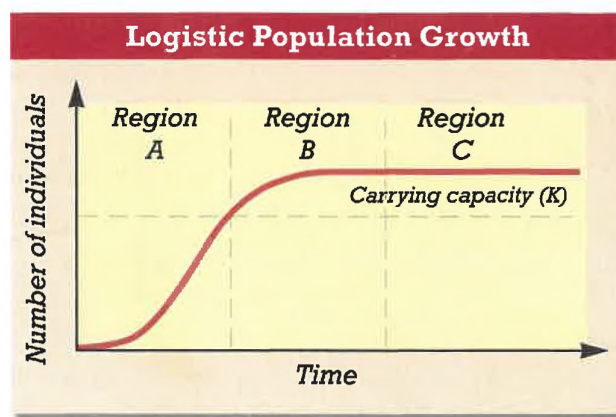 Logistic Population Growth
Number of individuals
Region
A
Region
B
Region
C
Carrying capacity (K)
Time